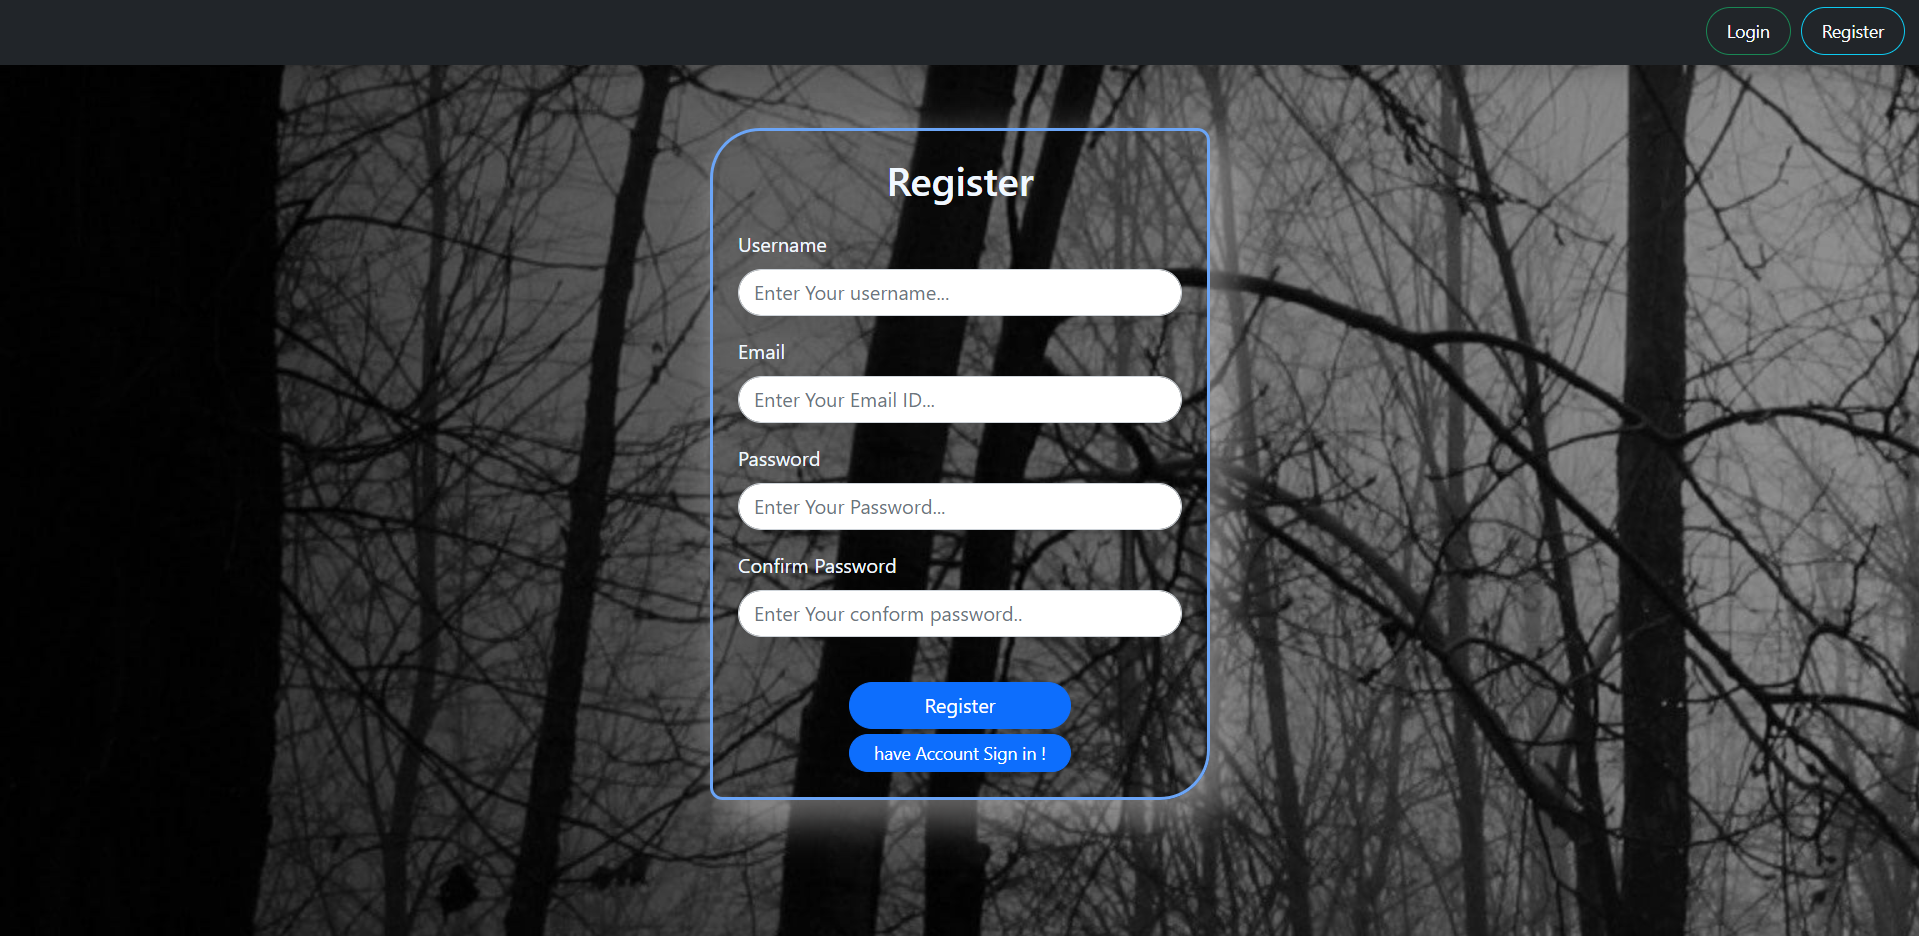 Login
Register
Register
Username
Enter Your username...
Email
Enter Your Email ID...
Password
Enter Your Password...
Confirm Password
Enter Your conform password..
Register
have Account Sign in !